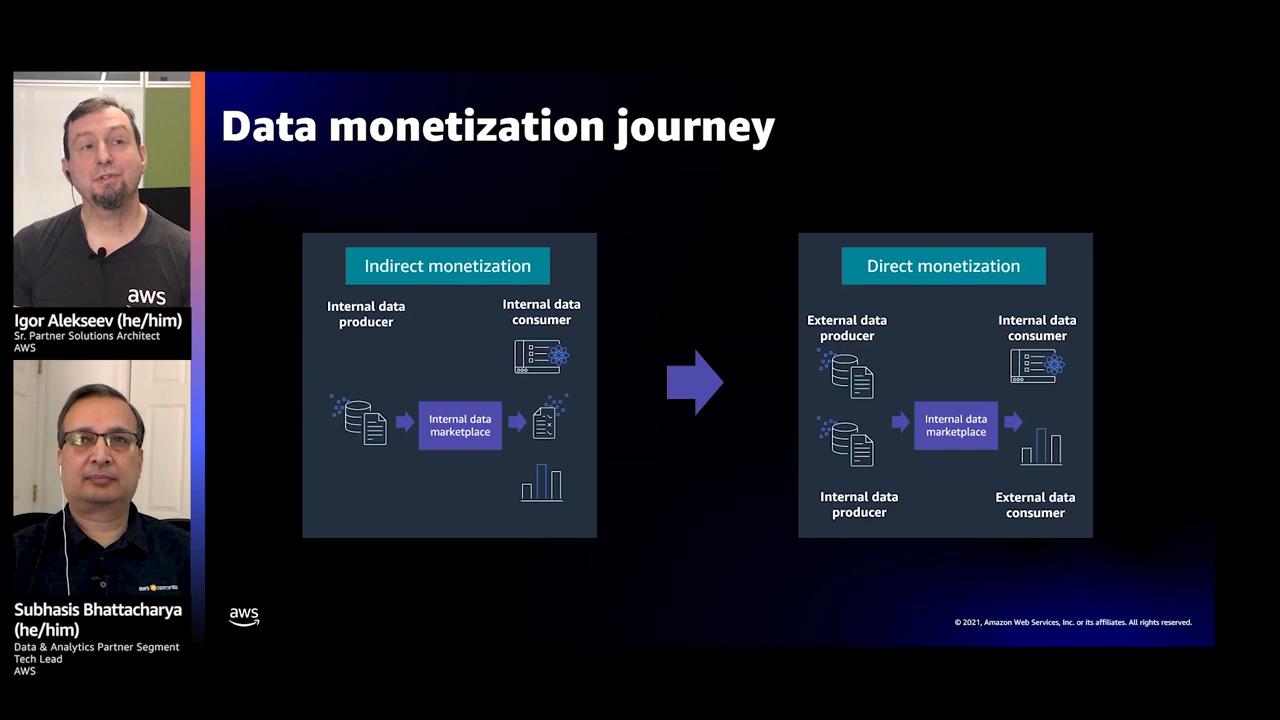 Data monetization journey
aws
Igor Alekseev (he/him)
Sr. Partner Solutions Architect
AWS
Subhasis Bhattacharya
(he/him)
Data & Analytics Partner Segment
Tech Lead
AWS
Indirect monetization
Internal data
producer
Internal data
consumer
Internal data
marketplace
Direct monetization
External data
producer
Internal data
consumer
Internal data
marketplace
Internal data
producer
External data
consumer
aws
© 2021, Amazon Web Services, Inc. or its affiliates. All rights reserved.